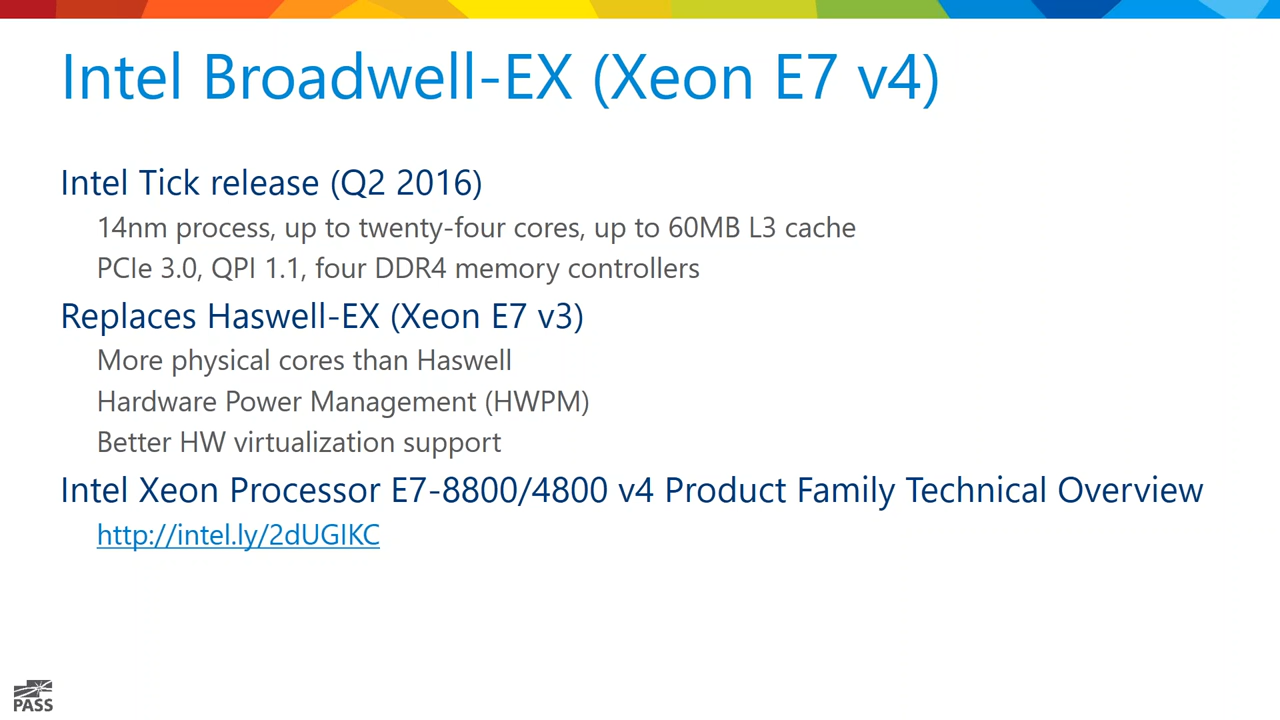 Intel Broadwell-EX (Xeon E7 v4)
Intel Tick release (Q2 2016)
14nm process, up to twenty-four cores, up to 60MB L3 cache
PCIe 3.0, QPI 1.1, four DDR4 memory controllers
Replaces Haswell-EX (Xeon E7 v3)
More physical cores than Haswell
Hardware Power Management (HWPM)
Better HW virtualization support
Intel Xeon Processor E7-8800/4800 v4 Product Family Technical Overview
http://intel.ly/2dUGIKC
PASS